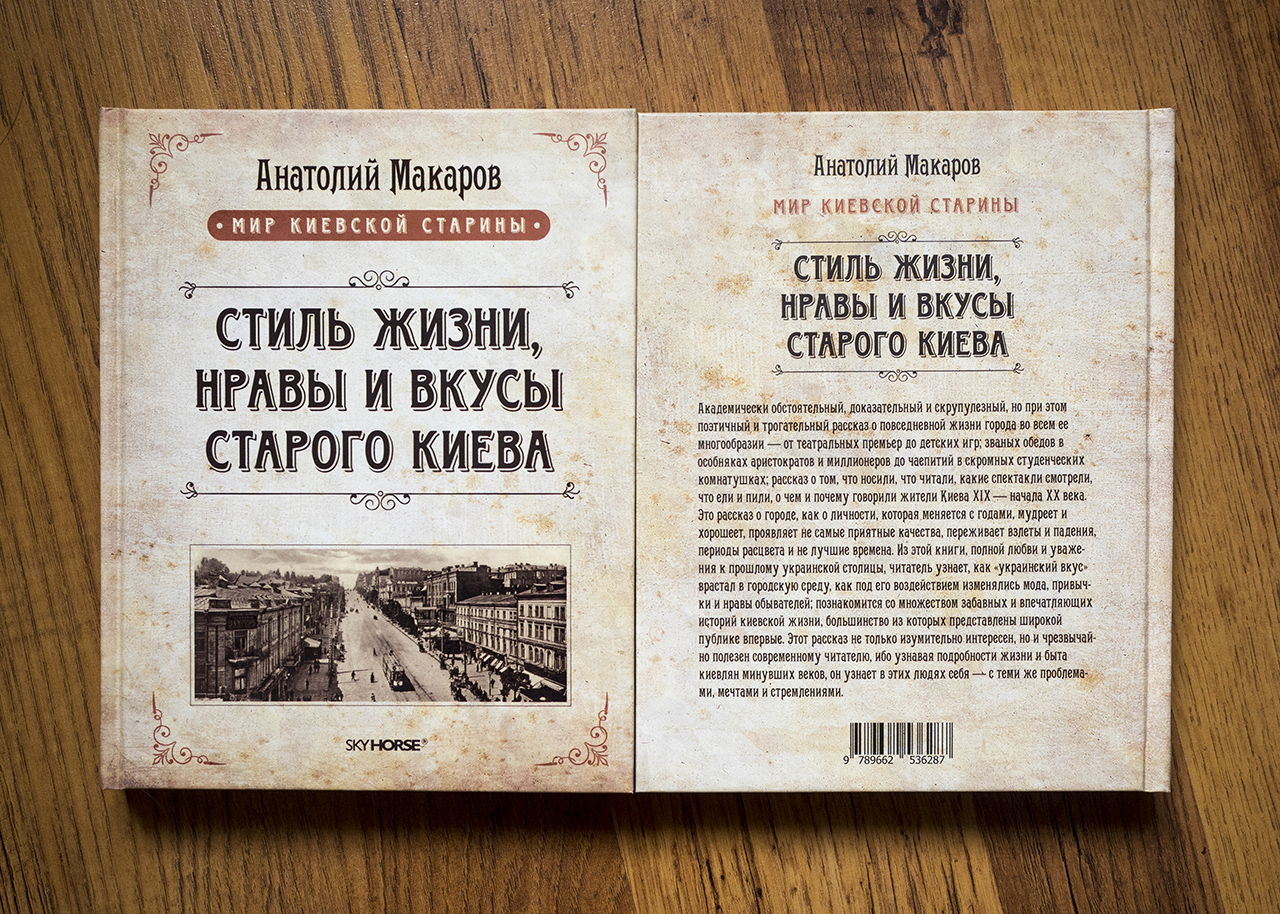 Анатолий Макаров
• МИР КИЕВСКОЙ СТАРИНЫ •
СТИЛЬ ЖИЗНИ,
НРАВЫ И ВКУСЫ
СТАРОГО КИЕВА
SKYHORSE®
Анатолий Макаров
МИР КИЕВСКОЙ СТАРИНЫ
СТИЛЬ ЖИЗНИ,
НРАВЫ И ВКУСЫ
СТАРОГО КИЕВА
Академически обстоятельный, доказательный и скрупулезный, но при этом
поэтичный и трогательный рассказ о повседневной жизни города во всем ее
многообразии — от театральных премьер до детских игр; званых обедов в
особняках аристократов и миллионеров до чаепитий в скромных студенческих
комнатушках; рассказ о том, что носили, что читали, какие спектакли смотрели,
что ели и пили, о чем и почему говорили жители Киева XIX — начала XX века.
Это рассказ о городе, как о личности, которая меняется с годами, мудреет и
хорошеет, проявляет не самые приятные качества, переживает взлеты и падения,
периоды расцвета и не лучшие времена. Из этой книги, полной любви и уваже-
ния к прошлому украинской столицы, читатель узнает, как «украинский вкус»
врастал в городскую среду, как под его воздействием изменялись мода, привыч-
ки и нравы обывателей; познакомится со множеством забавных и впечатляющих
историй киевской жизни, большинство из которых представлены широкой
публике впервые. Этот рассказ не только изумительно интересен, но и чрезвычай-
но полезен современному читателю, ибо узнавая подробности жизни и быта
киевлян минувших веков, он узнает в этих людях себя — с теми же проблема-
ми, мечтами и стремлениями.
9 789662 536287